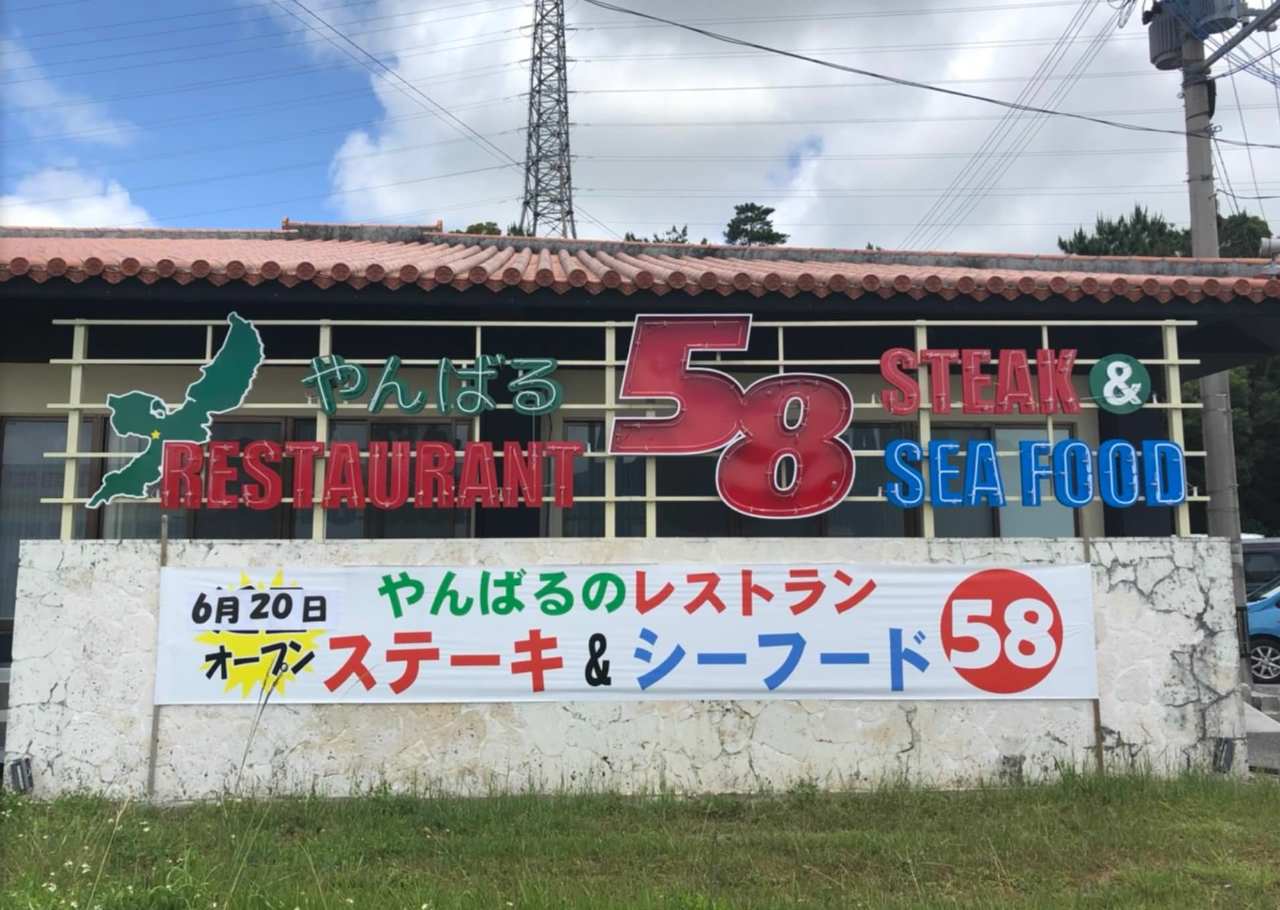 やんばる
RESTAURANT
58
STEAK &
SEA FOOD
6月20日
オープン
やんばるのレストラン
ステーキ & シーフード
58